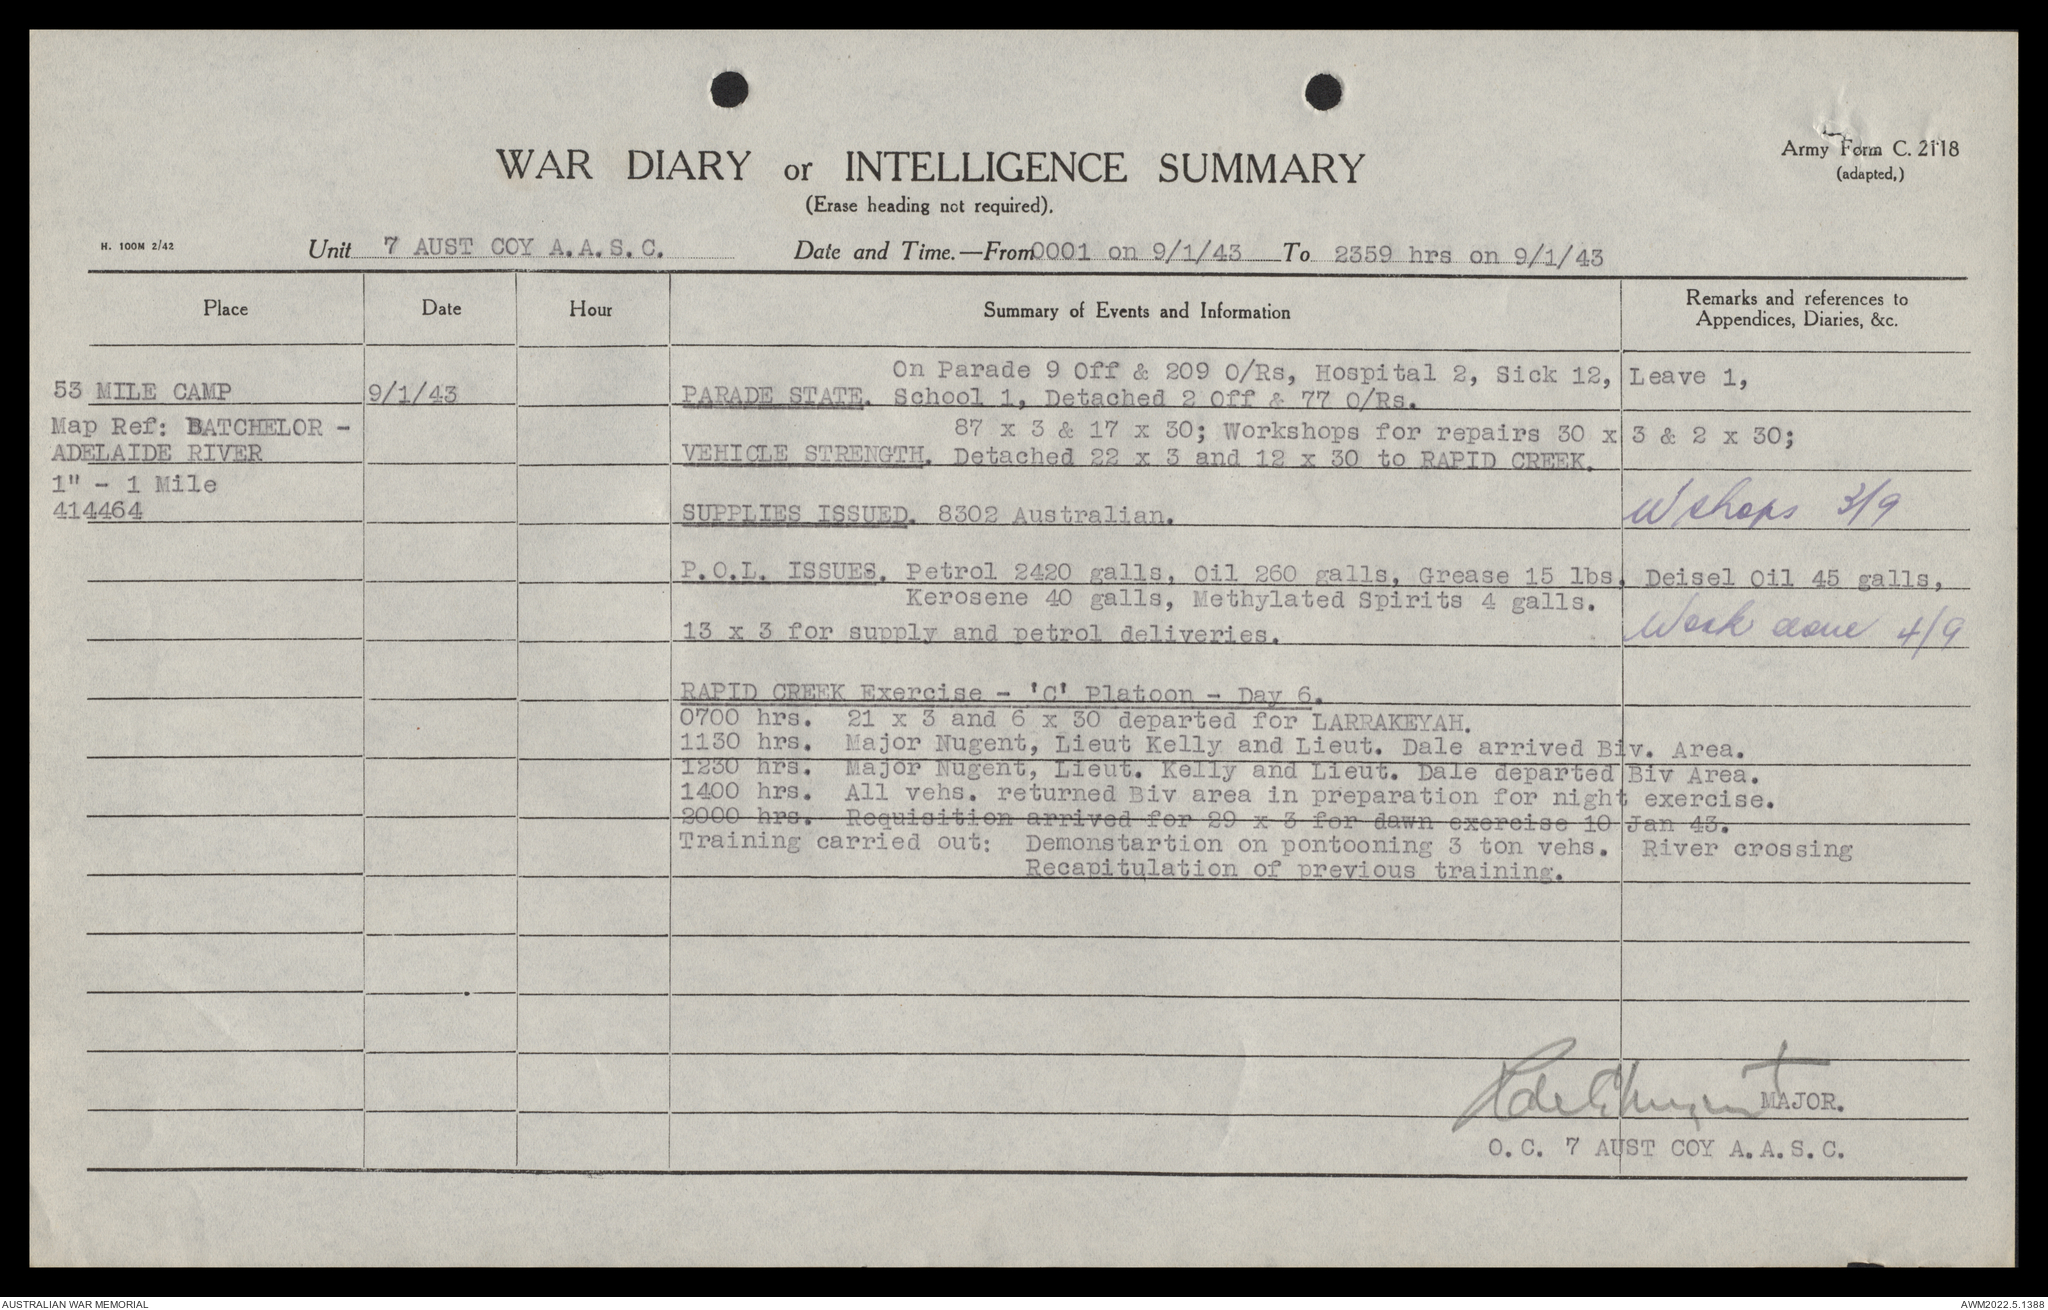 Army Form C. 2118
(adapted,)
WAR DIARY or INTELLIGENCE SUMMARY
(Erase heading not required).
H. 100M 2/42
Unit 7 AUST COY A.A.S.C. Date and Time.—From 0001 on 9/1/43 To 2359 hrs on 9/1/43
Place Date Hour Summary of Events and Information Remarks and references to
Appendices, Diaries, &c.
On Parade 9 Off & 209 O/Rs, Hospital 2, Sick 12, Leave 1,
53 MILE CAMP 9/1/43 PARADE STATE. School 1, Detached 2 Off & 77 O/Rs.
Map Ref: BATCHELOR - 87 x 3 & 17 x 30; Workshops for repairs 30 x 3 & 2 x 30;
ADELAIDE RIVER VEHICLE STRENGTH. Detached 22 x 3 and 12 x 30 to RAPID CREEK.
1" - 1 Mile
414464 SUPPLIES ISSUED. 8302 Australian. Wshops 3/9
P.O.L. ISSUES. Petrol 2420 galls, Oil 260 galls, Grease 15 lbs, Deisel Oil 45 galls,
Kerosene 40 galls, Methylated Spirits 4 galls.
13 x 3 for supply and petrol deliveries. Work done 4/9
RAPID CREEK Exercise - 'C' Platoon - Day 6.
0700 hrs. 21 x 3 and 6 x 30 departed for LARRAKEYAH.
1130 hrs. Major Nugent, Lieut Kelly and Lieut. Dale arrived Biv. Area.
1230 hrs. Major Nugent, Lieut. Kelly and Lieut. Dale departed Biv Area.
1400 hrs. All vehs. returned Biv area in preparation for night exercise.
2000 hrs. Requisition arrived for 29 x 3 for dawn exercise 10 Jan 43.
Training carried out: Demonstartion on pontooning 3 ton vehs. River crossing
Recapitulation of previous training.
MAJOR.
O.C. 7 AUST COY A.A.S.C.
AUSTRALIAN WAR MEMORIAL AWM2022.5.1388